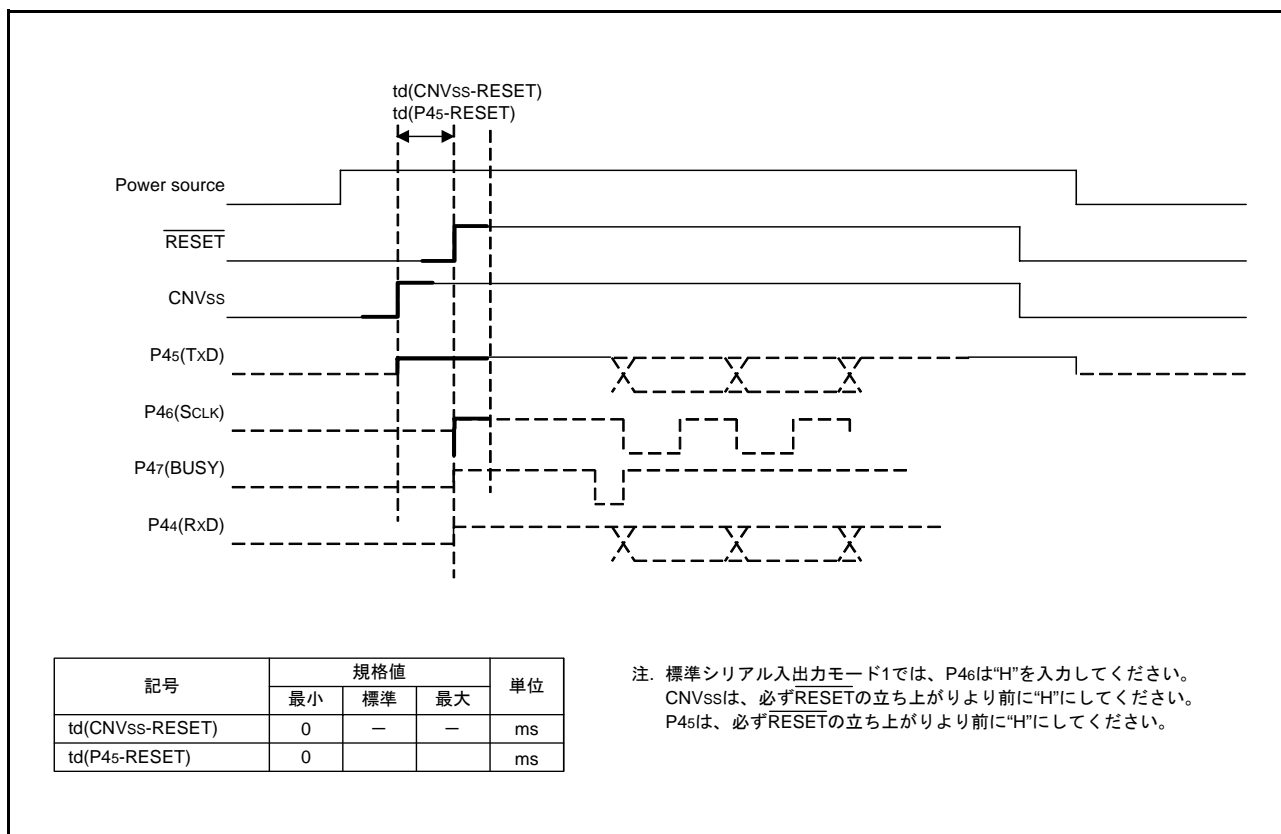 td(CNVss-RESET)
td(P45-RESET)
Power source
RESET
CNVss
P45(TxD)
P46(SCLK)
P47(BUSY)
P44(RxD)
記号 規格値 単位
最小 標準 最大
td(CNVss-RESET) 0 － － ms
td(P45-RESET) 0 ms
注. 標準シリアル入出力モード1では、P46は“H”を入力してください。
CNVssは、必ずRESETの立ち上がりより前に“H”にしてください。
P45は、必ずRESETの立ち上がりより前に“H”にしてください。